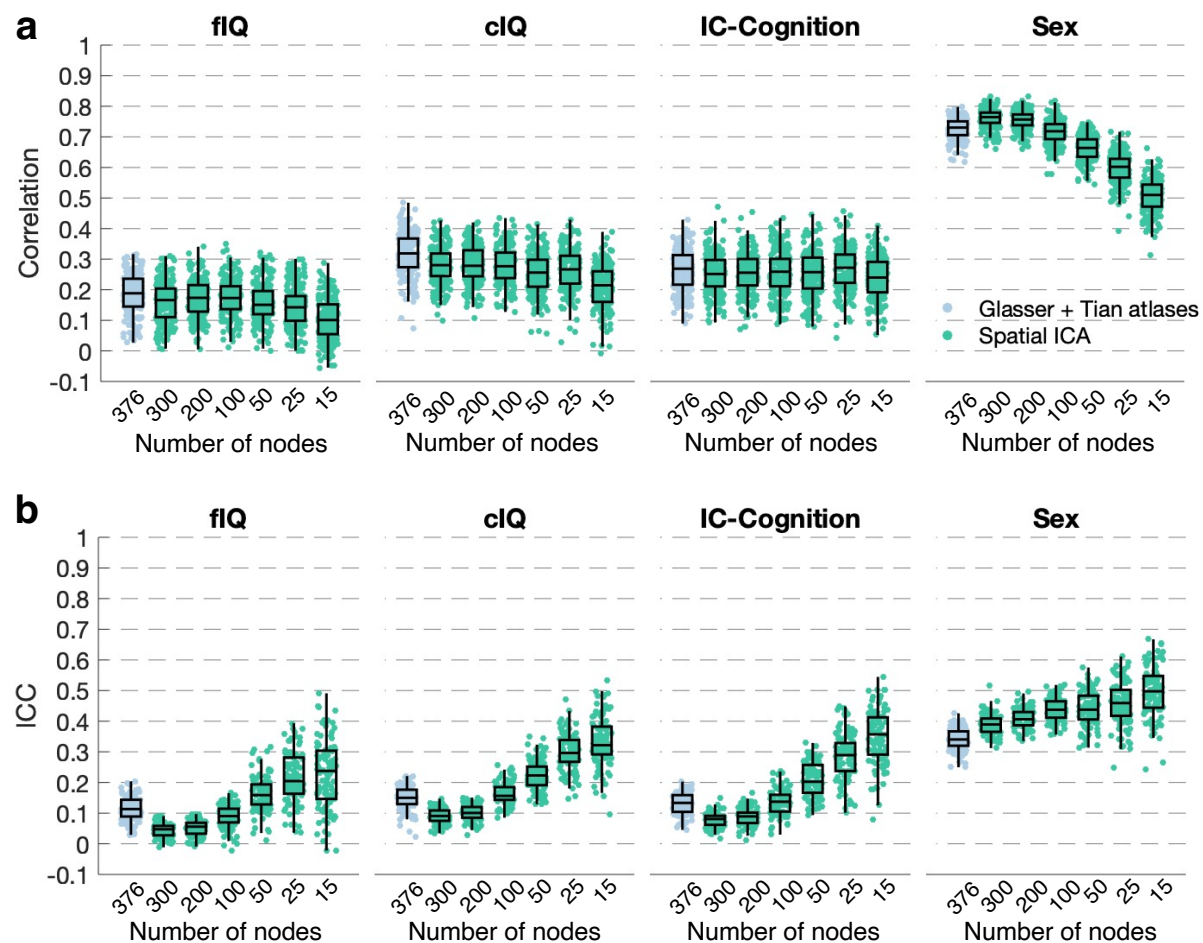 a
fIQ cIQ IC-Cognition Sex
1
0.9
0.8
0.7
0.6
0.5
0.4
0.3
0.2
0.1
0
-0.1
Correlation
Glasser + Tian atlases
Spatial ICA
376 300 200 100 50 25 15 376 300 200 100 50 25 15 376 300 200 100 50 25 15 376 300 200 100 50 25 15
Number of nodes Number of nodes Number of nodes Number of nodes
b
fIQ cIQ IC-Cognition Sex
1
0.9
0.8
0.7
0.6
0.5
0.4
0.3
0.2
0.1
0
-0.1
ICC
376 300 200 100 50 25 15 376 300 200 100 50 25 15 376 300 200 100 50 25 15 376 300 200 100 50 25 15
Number of nodes Number of nodes Number of nodes Number of nodes